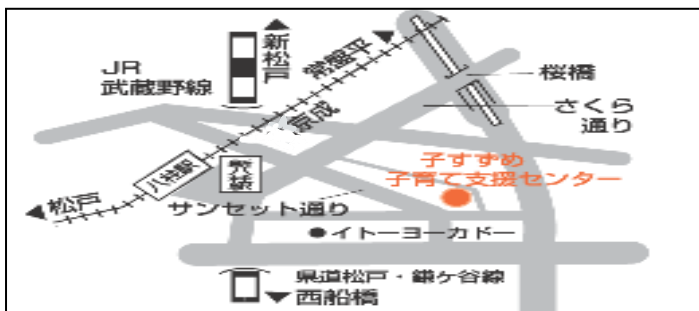 新松戸
常盤平
JR
武蔵野線
京成
桜橋
さくら
通り
八柱駅
松戸
サンセット通り
子すずめ
子育て支援センター
イトーヨーカドー
県道松戸・鎌ヶ谷線
西船橋